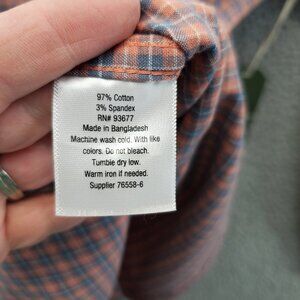 97% Cotton
3% Spandex
RN# 93677
Made in Bangladesh
Machine wash cold. With like
colors. Do not bleach.
Tumble dry low.
Warm iron if needed.
Supplier 76558-6